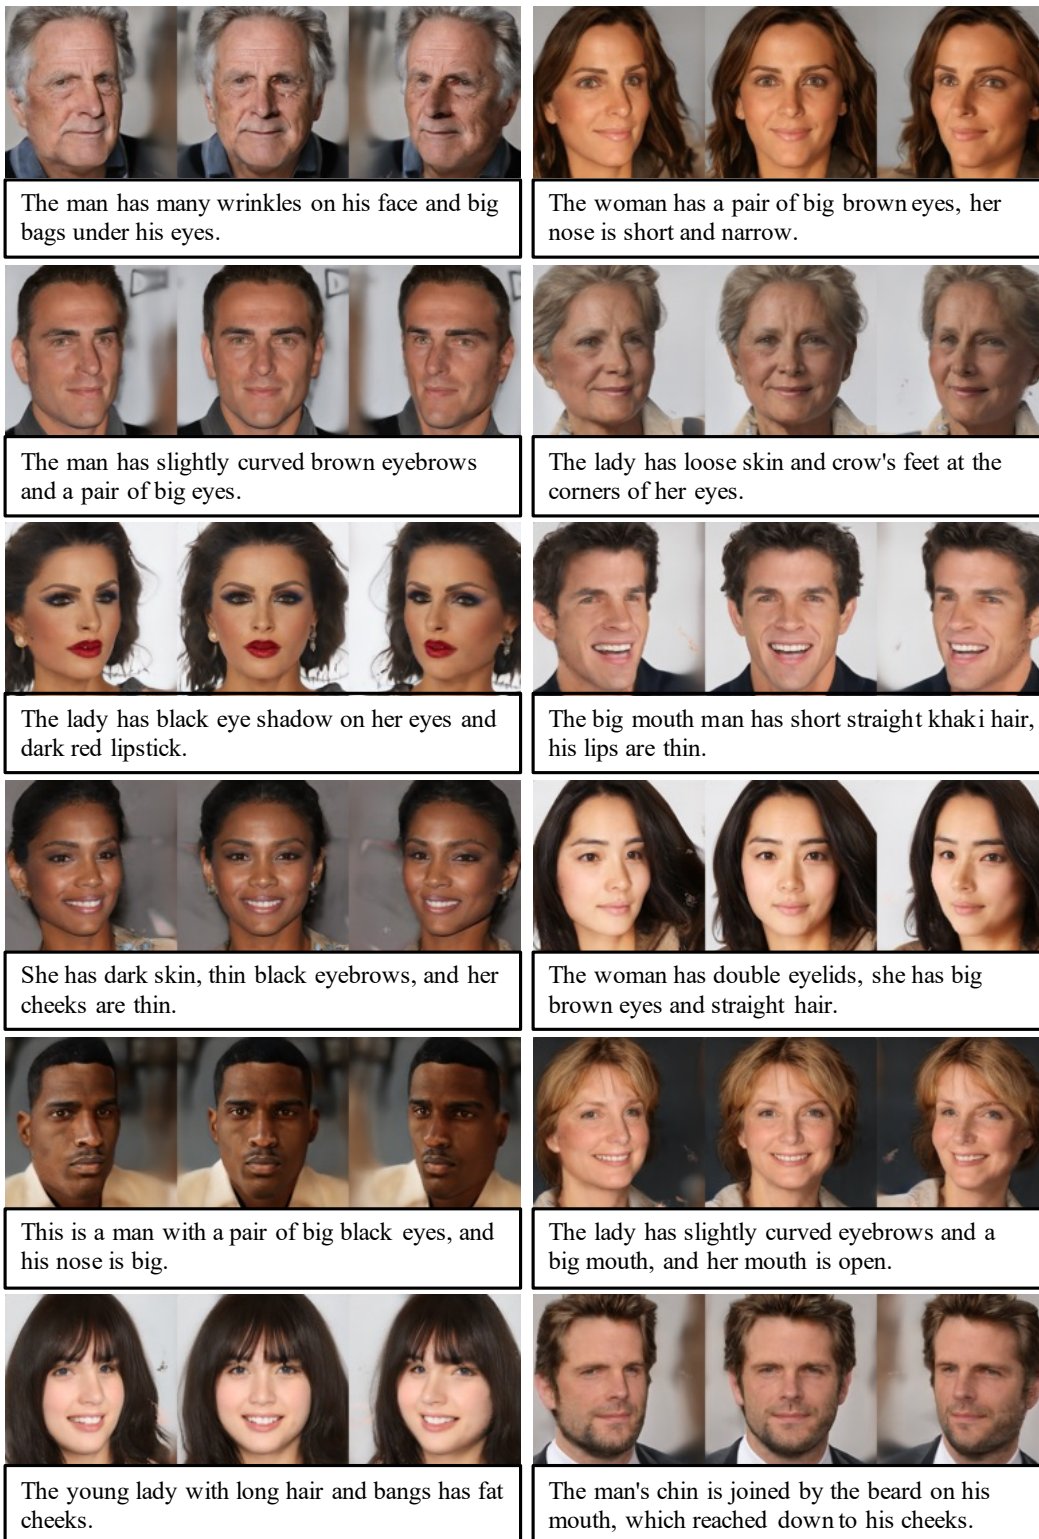 The man has many wrinkles on his face and big
bags under his eyes.
The woman has a pair of big brown eyes, her
nose is short and narrow.
The man has slightly curved brown eyebrows
and a pair of big eyes.
The lady has loose skin and crow's feet at the
corners of her eyes.
The lady has black eye shadow on her eyes and
dark red lipstick.
The big mouth man has short straight khaki hair,
his lips are thin.
She has dark skin, thin black eyebrows, and her
cheeks are thin.
The woman has double eyelids, she has big
brown eyes and straight hair.
This is a man with a pair of big black eyes, and
his nose is big.
The lady has slightly curved eyebrows and a
big mouth, and her mouth is open.
The young lady with long hair and bangs has fat
cheeks.
The man's chin is joined by the beard on his
mouth, which reached down to his cheeks.